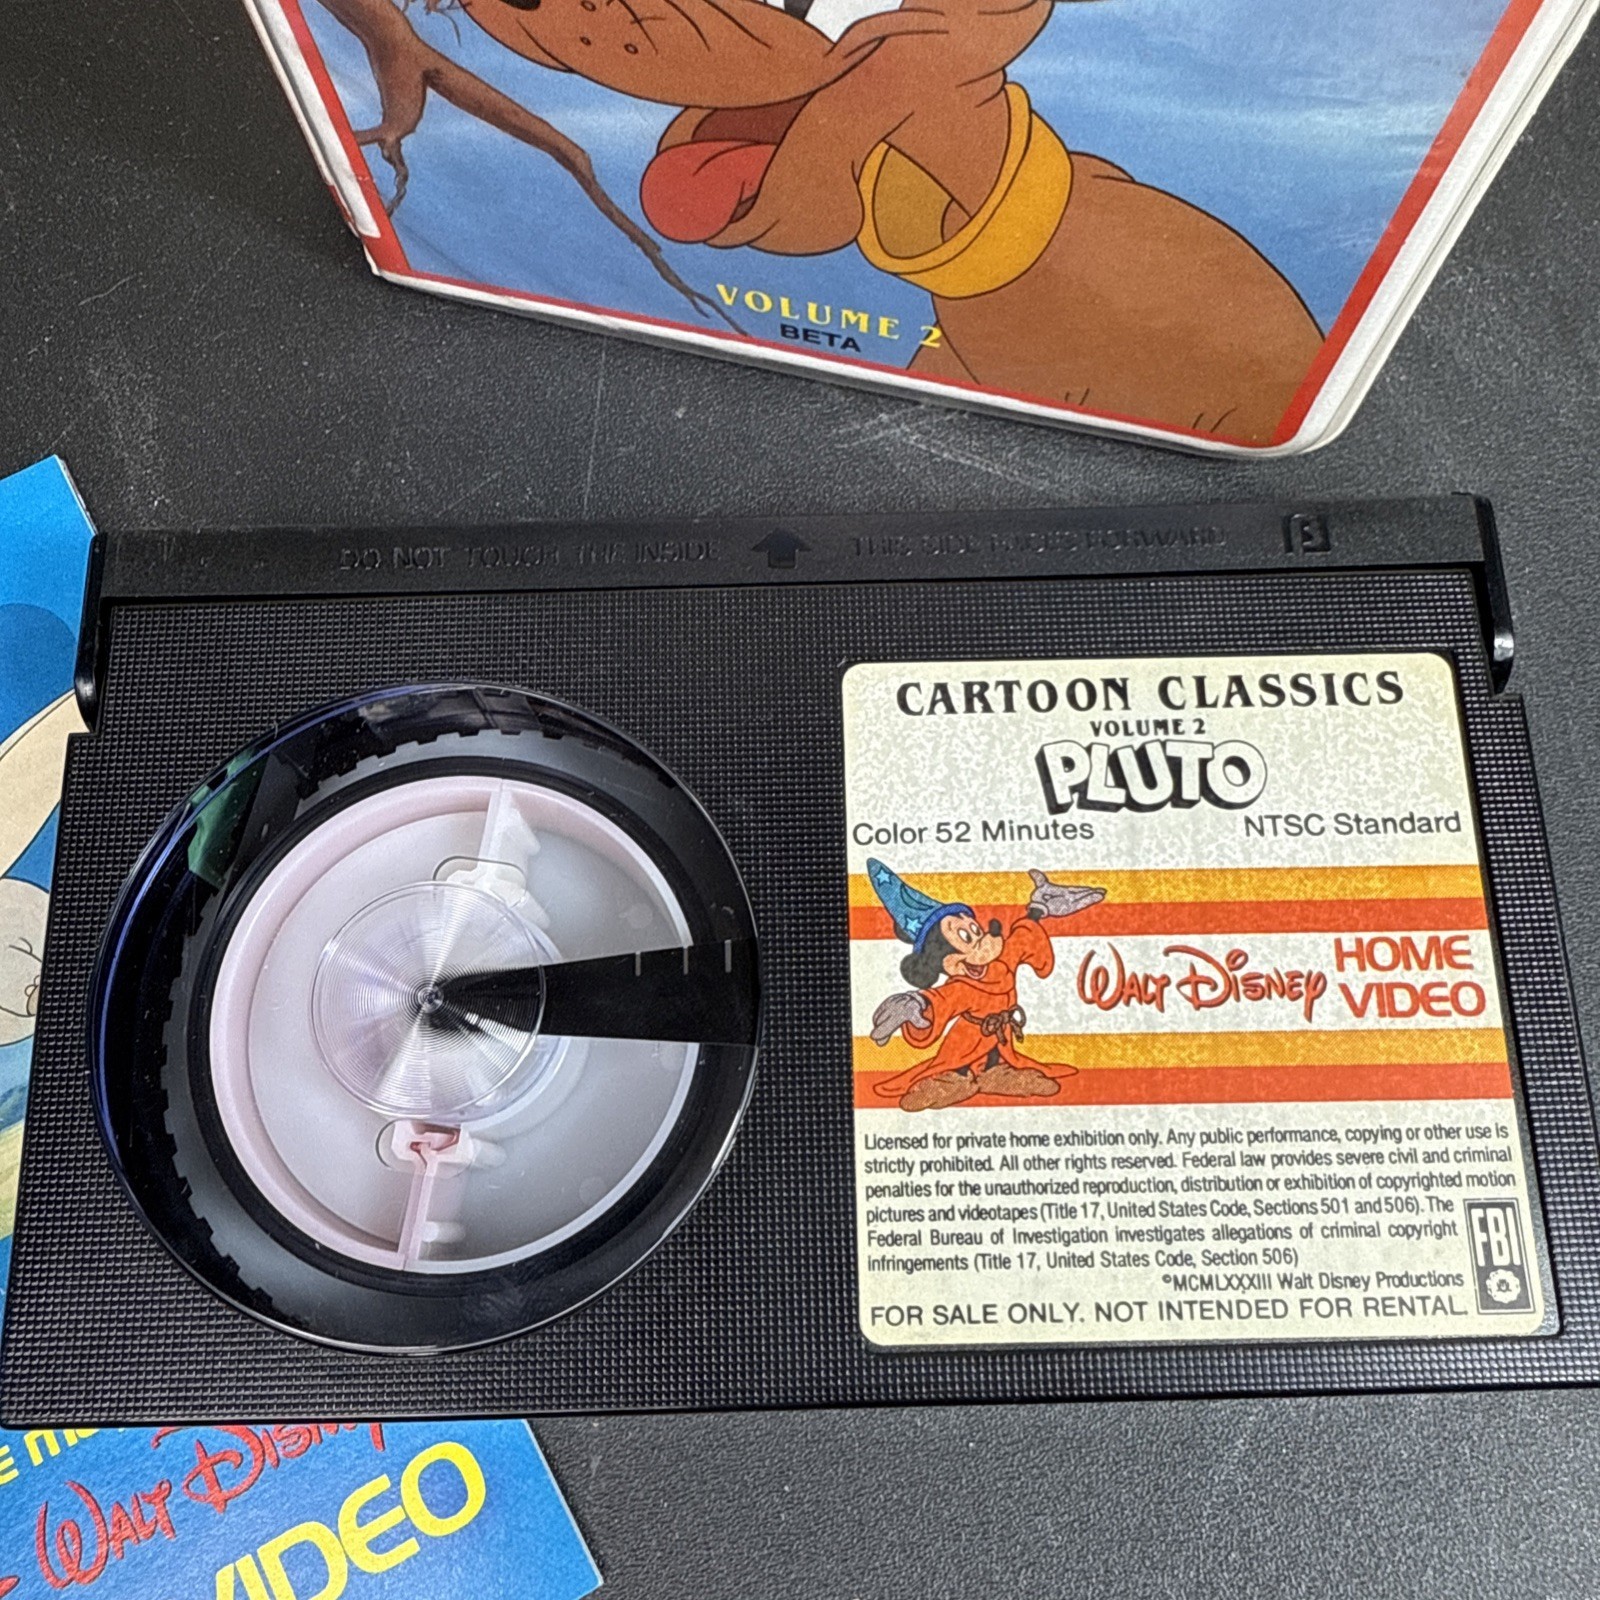 VOLUME 2
BETA
DO NOT TOUCH THE INSIDE
THIS SIDE FACES FORWARD
CARTOON CLASSICS
VOLUME 2
PLUTO
Color 52 Minutes
NTSC Standard
WALT DISNEY HOME VIDEO
Licensed for private home exhibition only. Any public performance, copying or other use is
strictly prohibited. All other rights reserved. Federal law provides severe civil and criminal
penalties for the unauthorized reproduction, distribution or exhibition of copyrighted motion
pictures and videotapes (Title 17, United States Code, Sections 501 and 506). The
Federal Bureau of Investigation investigates allegations of criminal copyright
infringements (Title 17, United States Code, Section 506)
FBI
©MCMLXXXIII Walt Disney Productions
FOR SALE ONLY. NOT INTENDED FOR RENTAL.
WALT DISNEY
VIDEO